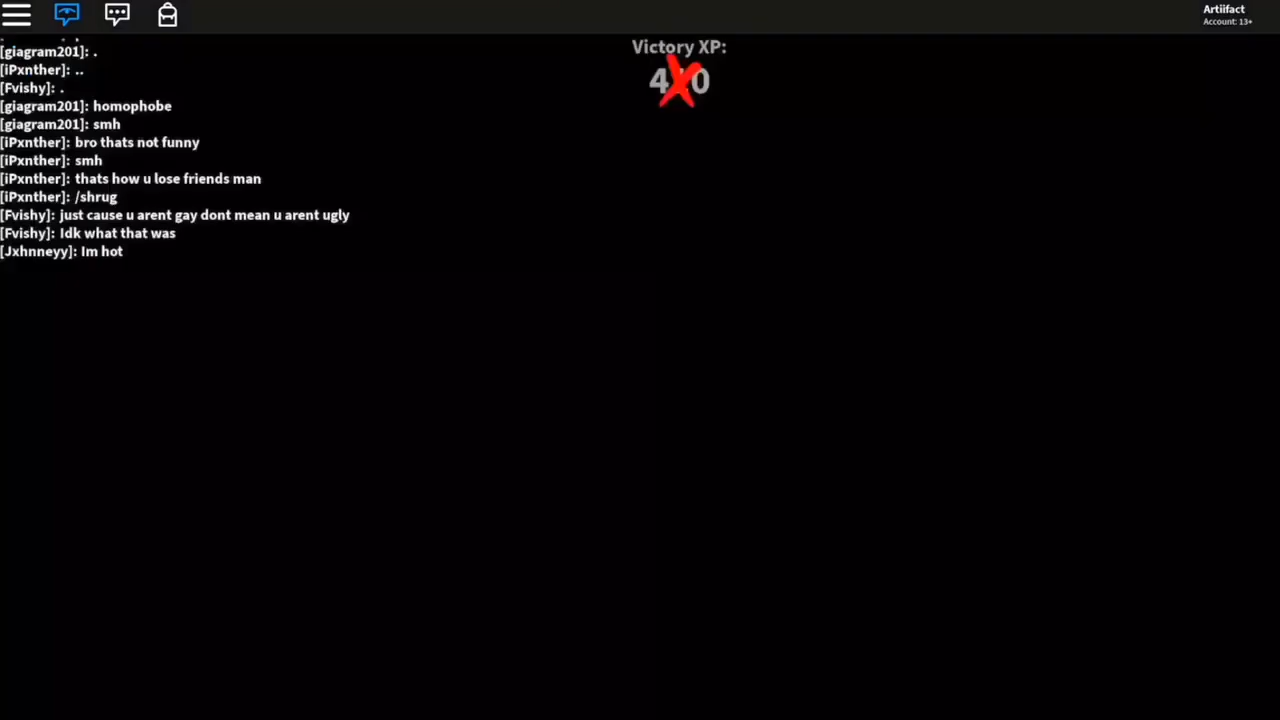 Artiifact
Account: 13+
Victory XP:
[giagram201]: .
[iPxnther]: ..
[Fvishy]: .
[giagram201]: homophobe
[giagram201]: smh
[iPxnther]: bro thats not funny
[iPxnther]: smh
[iPxnther]: thats how u lose friends man
[iPxnther]: /shrug
[Fvishy]: just cause u arent gay dont mean u arent ugly
[Fvishy]: Idk what that was
[Jxhnneyy]: Im hot